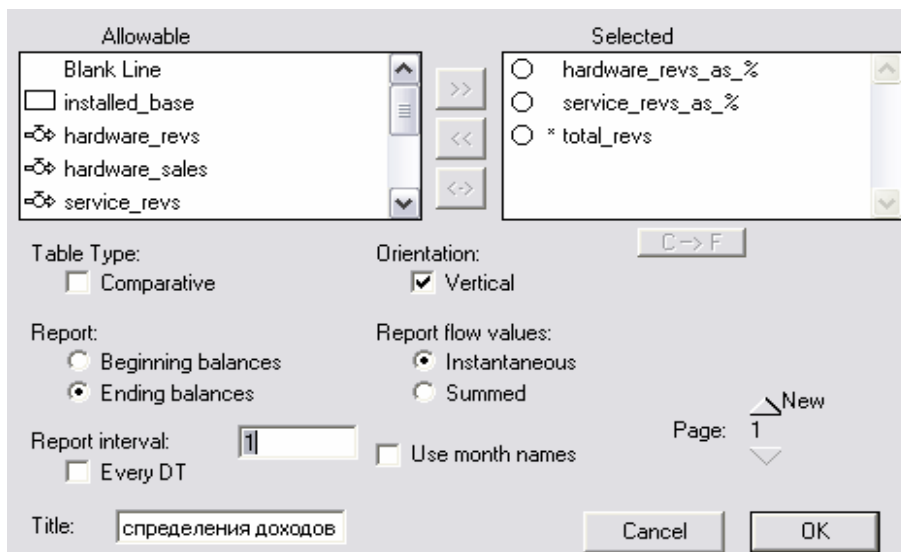 Allowable Selected
Blank Line
installed_base
hardware_revs
hardware_sales
service_revs
>>
<<
<->
hardware_revs_as_%
service_revs_as_%
* total_revs
C->F
Table Type:
Comparative
Orientation:
Vertical
Report:
Beginning balances
Ending balances
Report flow values:
Instantaneous
Summed
Report interval: 1
Every DT
Use month names
New
Page: 1
Title: спределения доходов
Cancel OK